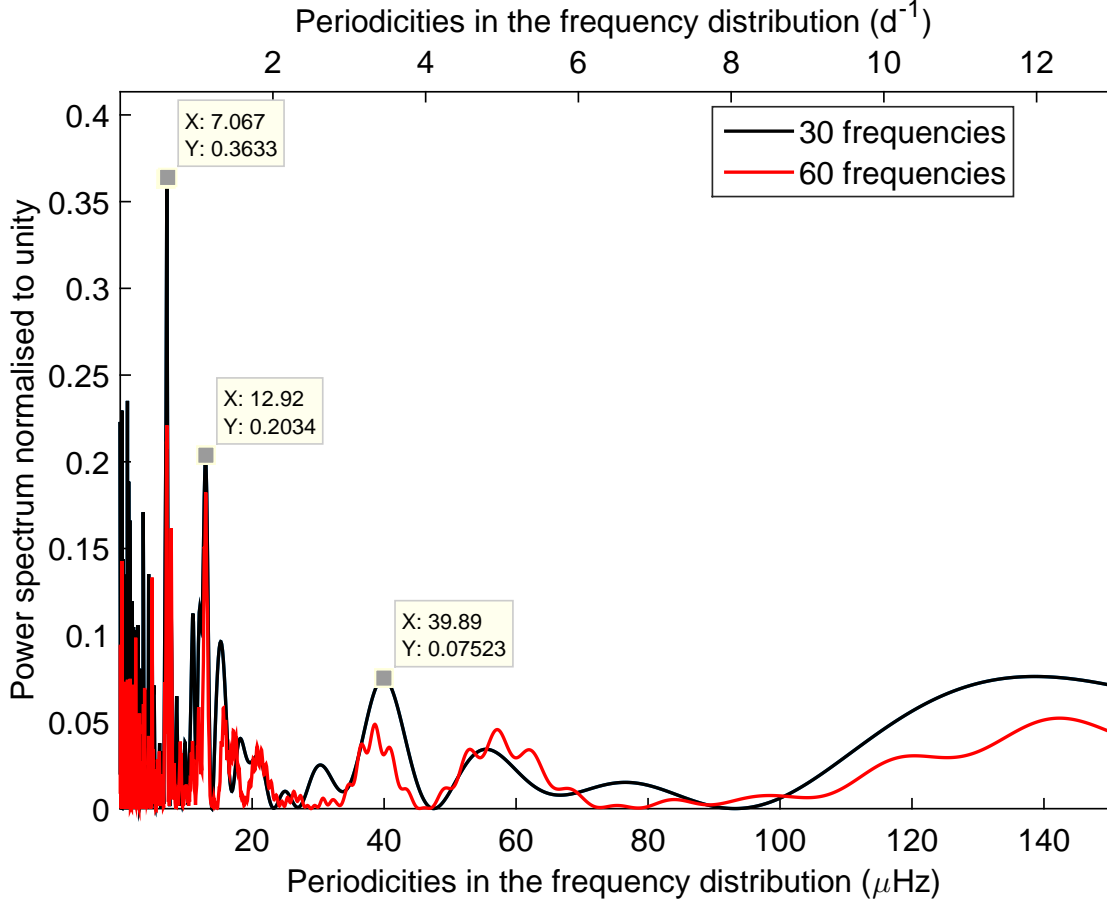 Periodicities in the frequency distribution (d⁻¹)
2 4 6 8 10 12
0.4
0.35
0.3
0.25
0.2
0.15
0.1
0.05
0
Power spectrum normalised to unity
X: 7.067
Y: 0.3633
X: 12.92
Y: 0.2034
X: 39.89
Y: 0.07523
30 frequencies
60 frequencies
20 40 60 80 100 120 140
Periodicities in the frequency distribution (μHz)